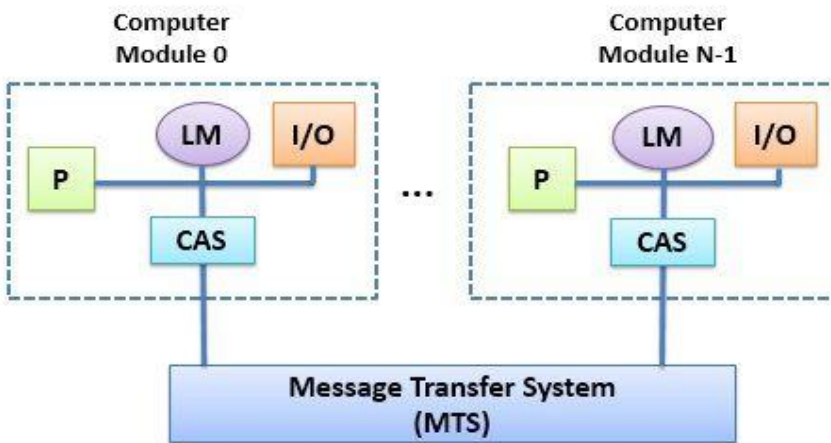 Computer
Module 0
Computer
Module N-1
LM
I/O
P
CAS
...
LM
I/O
P
CAS
Message Transfer System
(MTS)